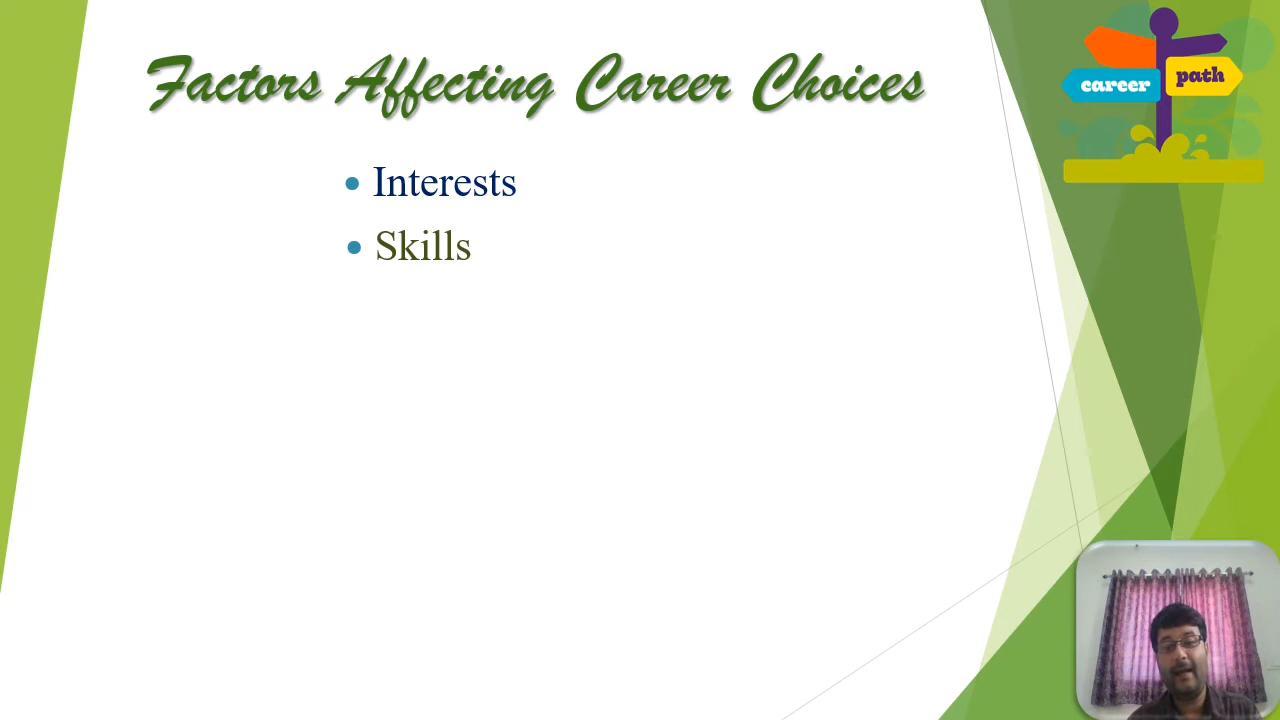 Factors Affecting Career Choices
career
path
• Interests
• Skills